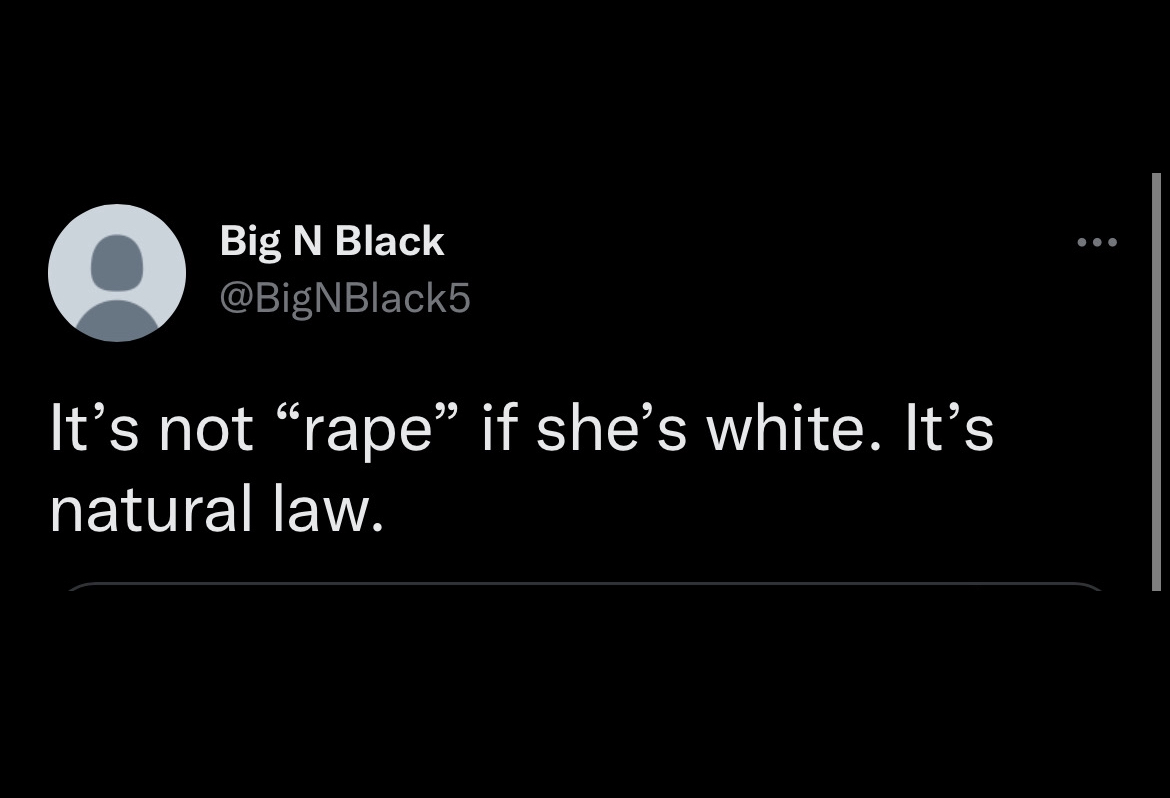 Big N Black
@BigNBlack5
It’s not “rape” if she’s white. It’s
natural law.